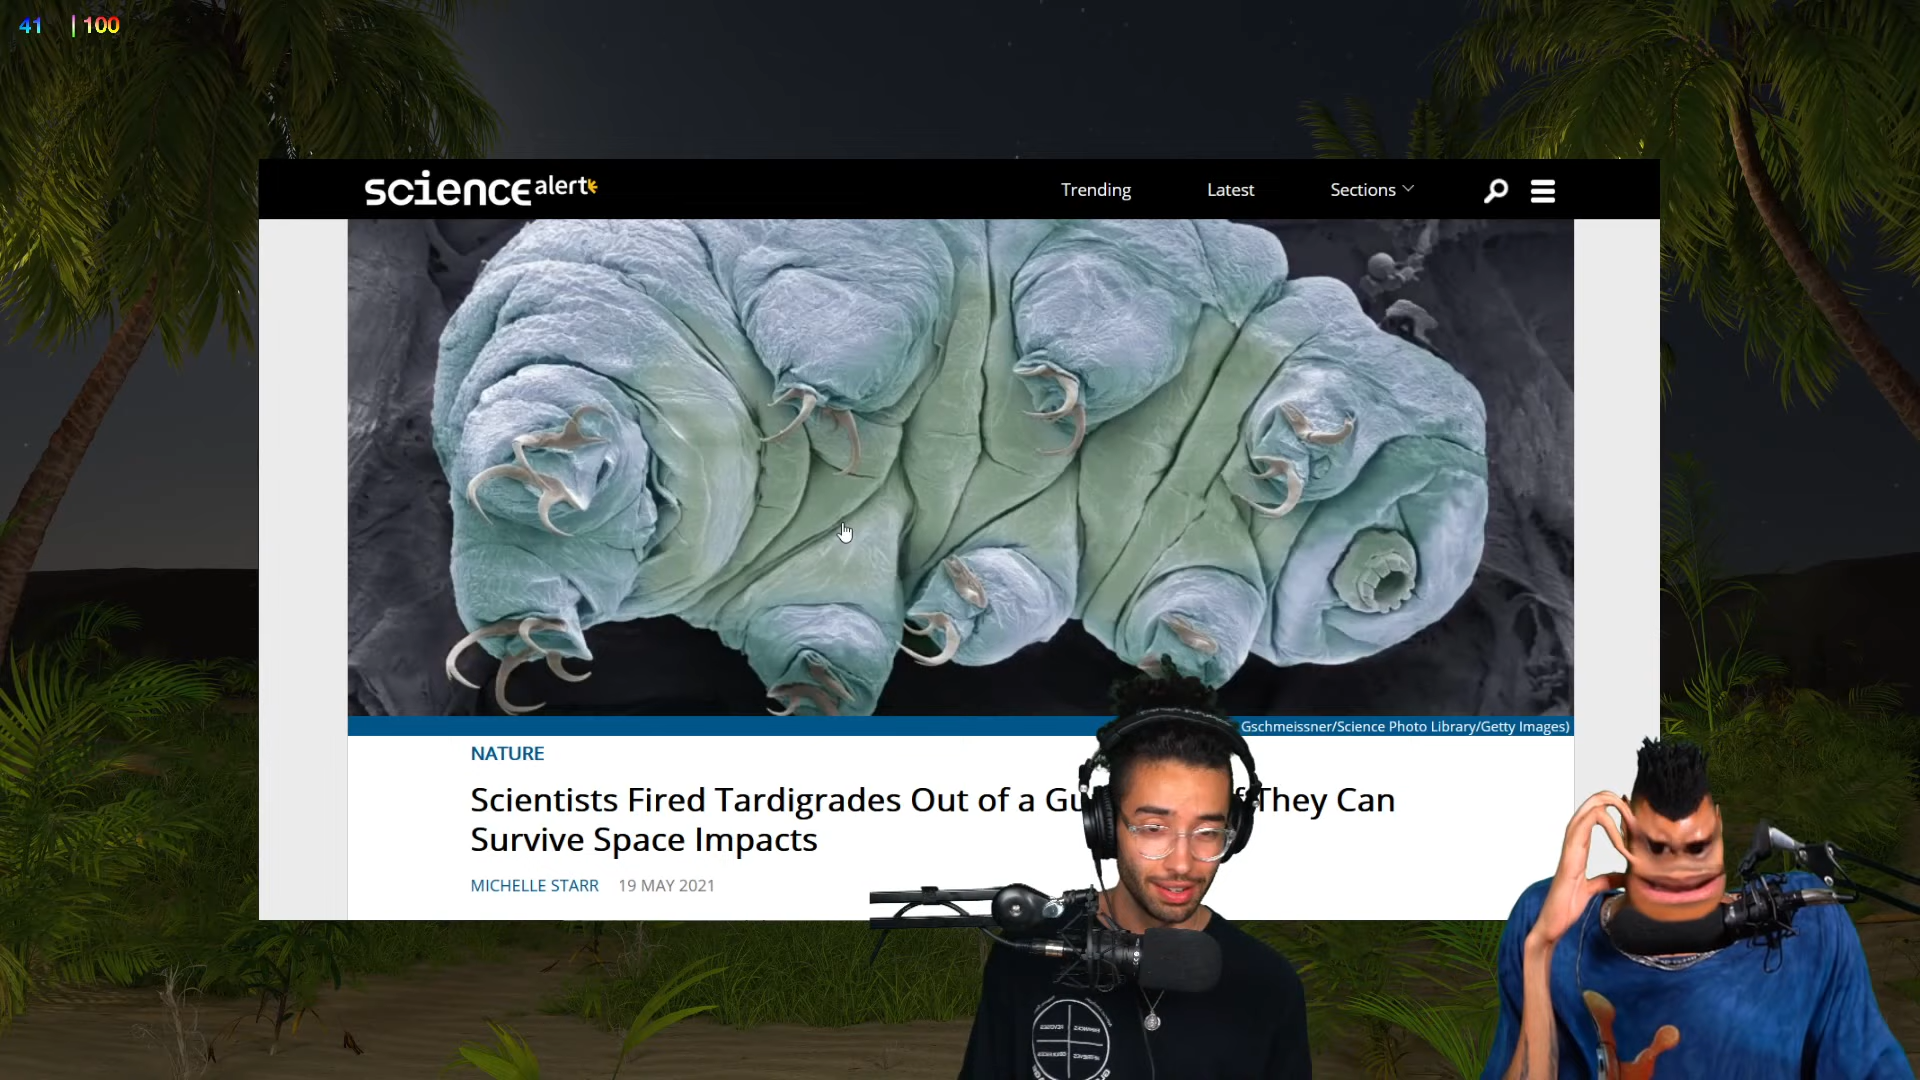 41 | 100
sciencealert
Trending Latest Sections
Gschmeissner/Science Photo Library/Getty Images)
NATURE
Scientists Fired Tardigrades Out of a They Can
Survive Space Impacts
MICHELLE STARR 19 MAY 2021